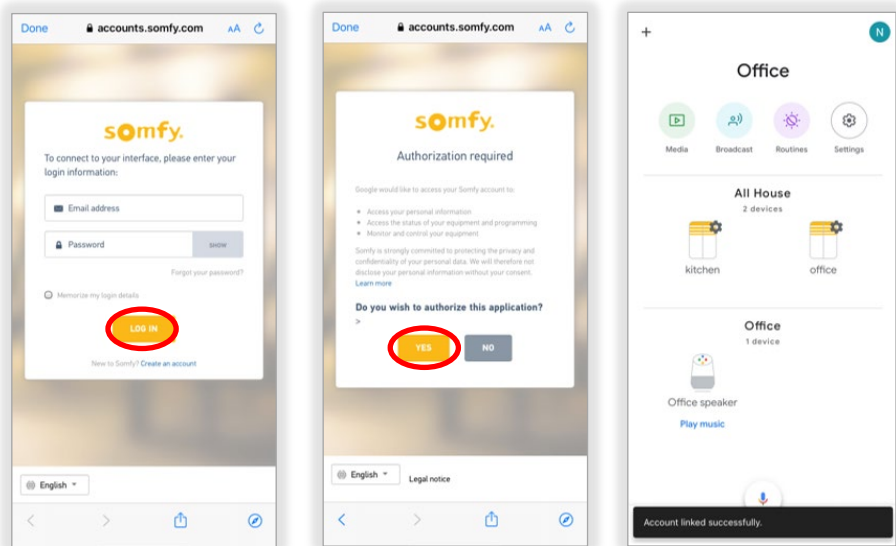 Done
accounts.somfy.com
AA
somfy.
To connect to your interface, please enter your
login information:
Email address
Password
SHOW
Forgot your password?
Memorize my login details
LOG IN
New to Somfy? Create an account
English
Done
accounts.somfy.com
AA
somfy.
Authorization required
Google would like to access your Somfy account to:
Access your personal information
Access the status of your equipment and programming
Monitor and control your equipment
Somfy is strongly committed to protecting the privacy and
confidentiality of your personal data. We will therefore not
disclose your personal information without your consent.
Learn more
Do you wish to authorize this application?
>
YES
NO
English
Legal notice
+
N
Office
Media Broadcast Routines Settings
All House
2 devices
kitchen office
Office
1 device
Office speaker
Play music
Account linked successfully.